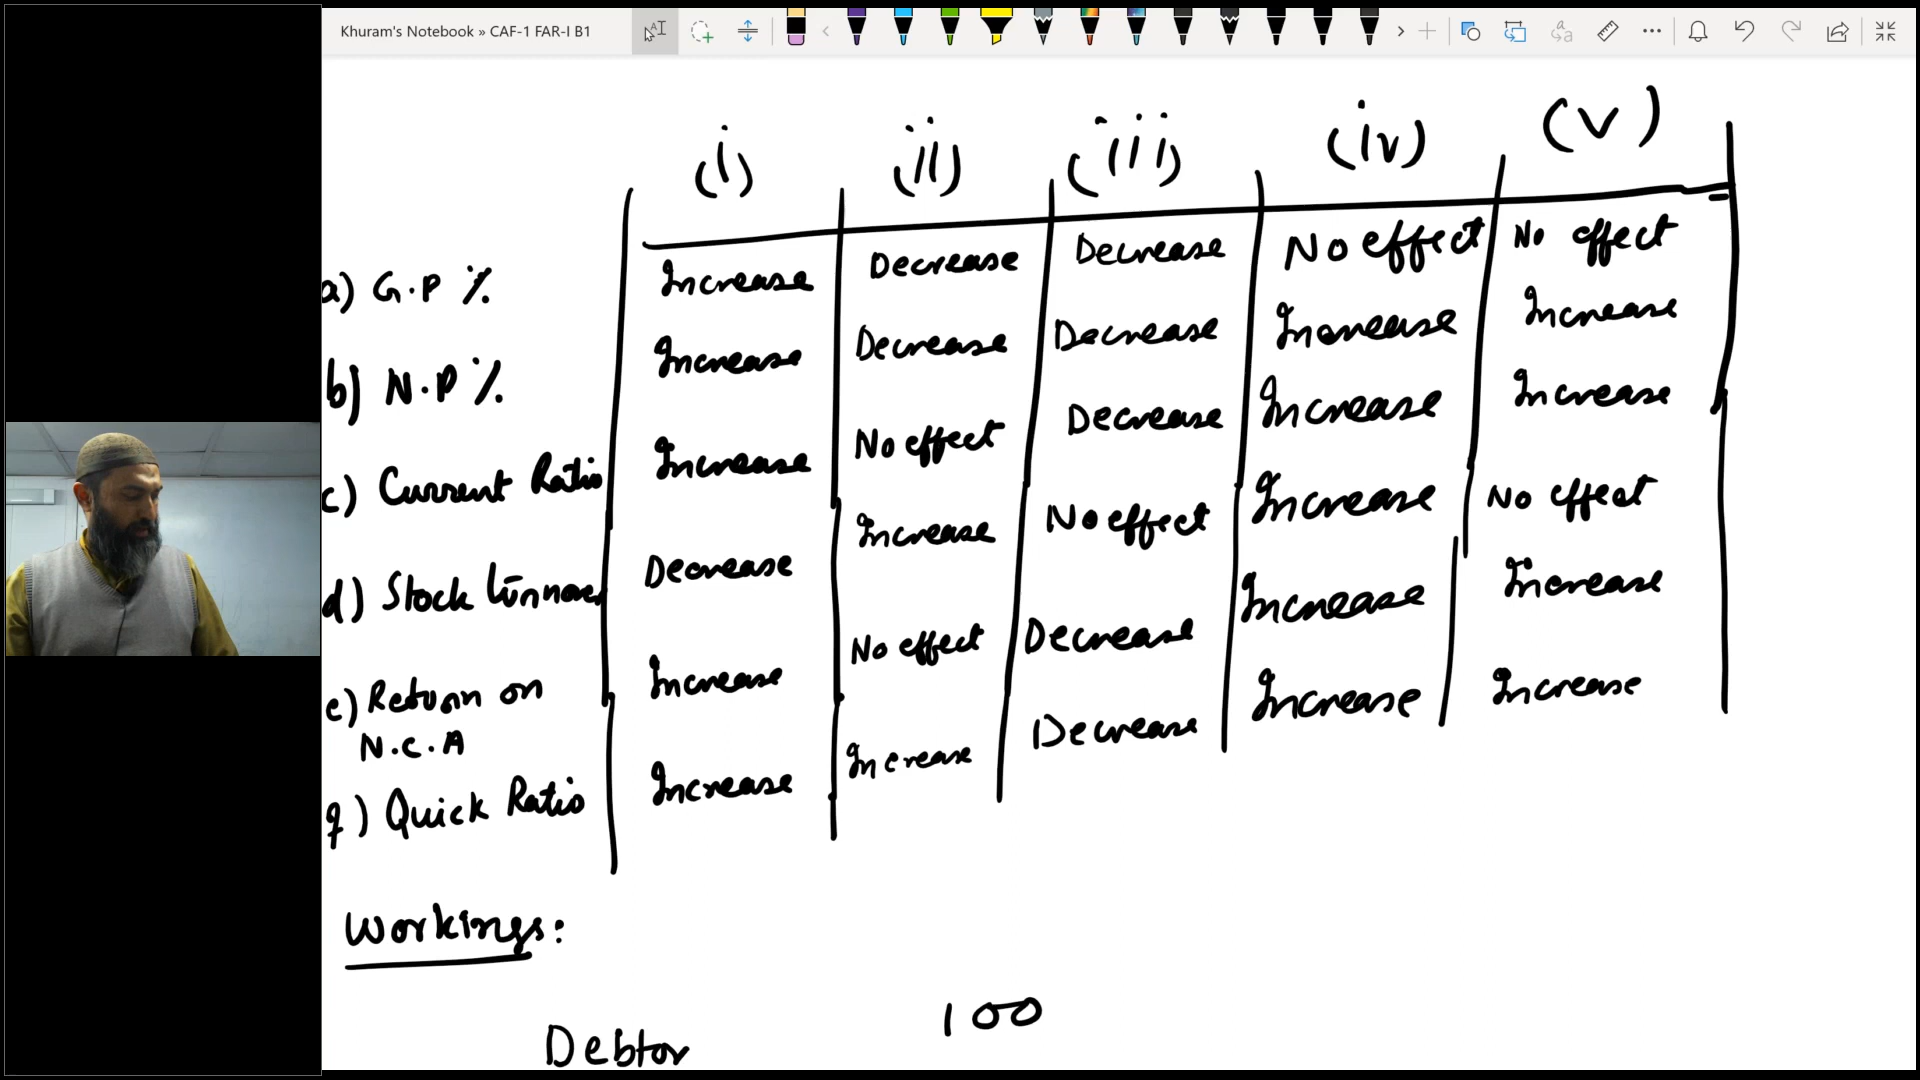 Khuram's Notebook » CAF-1 FAR-I B1
(i) (ii) (iii) (iv) (v)
a) G.P % Increase Decrease Decrease No effect No effect
b) N.P % Increase Decrease Decrease Increase Increase
c) Current Ratio Increase No effect Decrease Increase Increase
d) Stock turnover Decrease Increase No effect Increase No effect
e) Return on Increase No effect Decrease Increase Increase
N.C.A
f) Quick Ratio Increase Increase Decrease Increase Increase
Workings:
Debtor 100